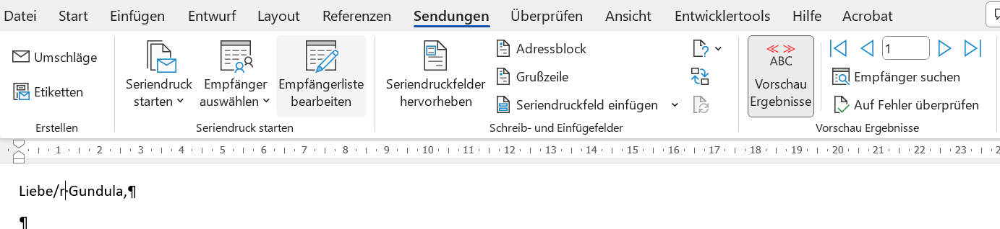 Datei Start Einfügen Entwurf Layout Referenzen Sendungen Überprüfen Ansicht Entwicklertools Hilfe Acrobat
Umschläge
Etiketten
Erstellen
Seriendruck
starten
Empfänger
auswählen
Empfängerliste
bearbeiten
Seriendruck starten
Seriendruckfelder
hervorheben
Adressblock
Grußzeile
Seriendruckfeld einfügen
Schreib- und Einfügefelder
≪ ≫
ABC
Vorschau
Ergebnisse
1
Empfänger suchen
Auf Fehler überprüfen
Vorschau Ergebnisse
1 2 3 4 5 6 7 8 9 10 11 12 13 14 15 16 17 18 19 20 21 22 23 2
Liebe/r·Gundula,¶
¶